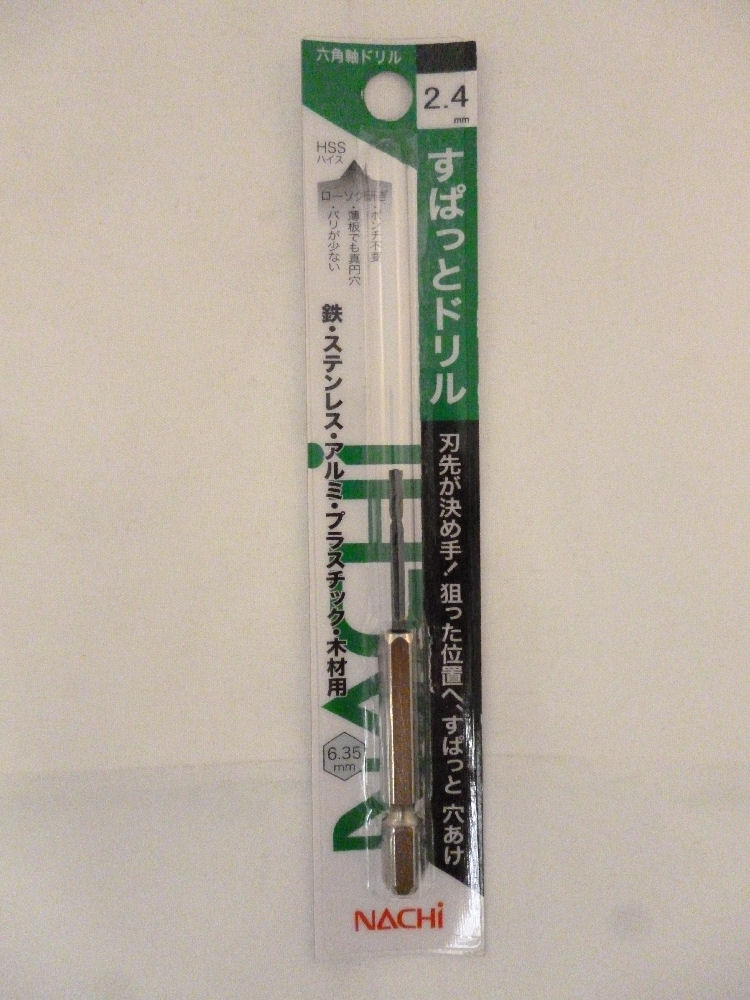 六角軸ドリル
2.4
mm
HSS
ハイス
ローソク研ぎ
・ポンチ不要
・薄板でも真円穴
・バリが少ない
すぱっとドリル
鉄・ステンレス・アルミ・プラスチック・木材用
刃先が決め手!狙った位置へ、すぱっと穴あけ
6.35
mm
NACHi
NACHi